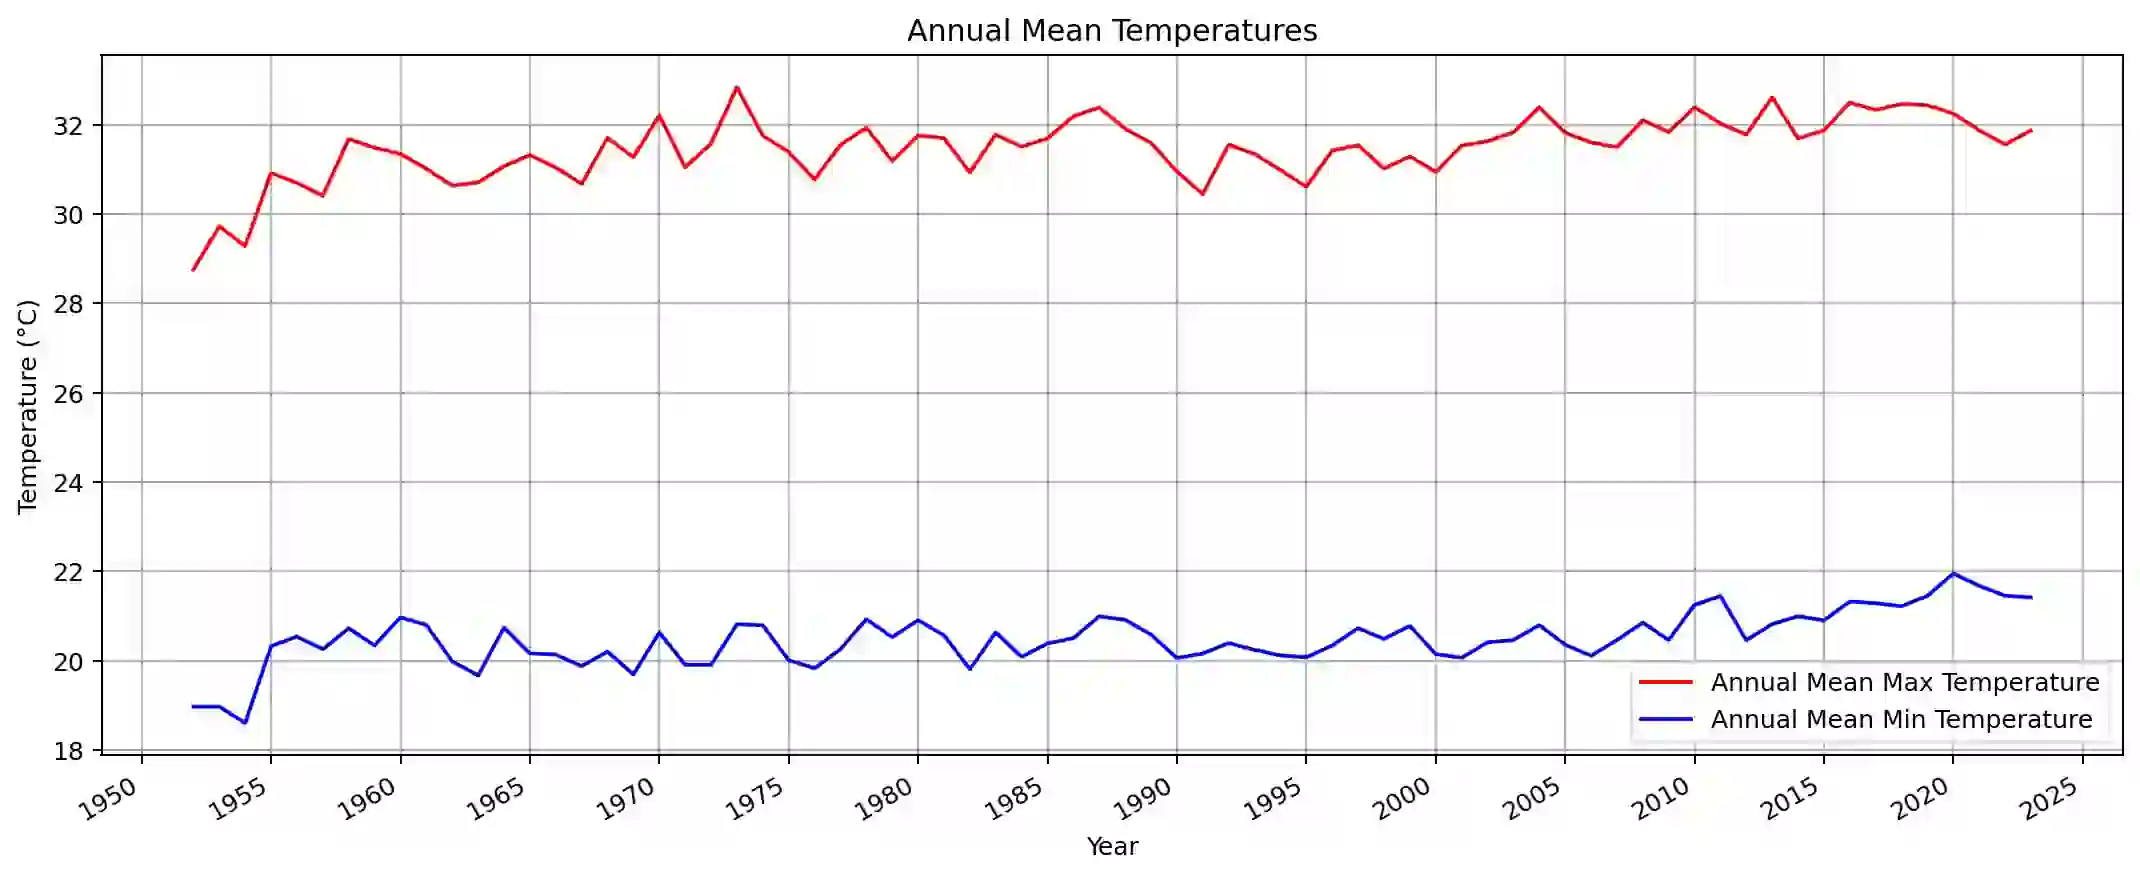 Annual Mean Temperatures
Temperature (°C)
32
30
28
26
24
22
20
18
Annual Mean Max Temperature
Annual Mean Min Temperature
1950 1955 1960 1965 1970 1975 1980 1985 1990 1995 2000 2005 2010 2015 2020 2025
Year